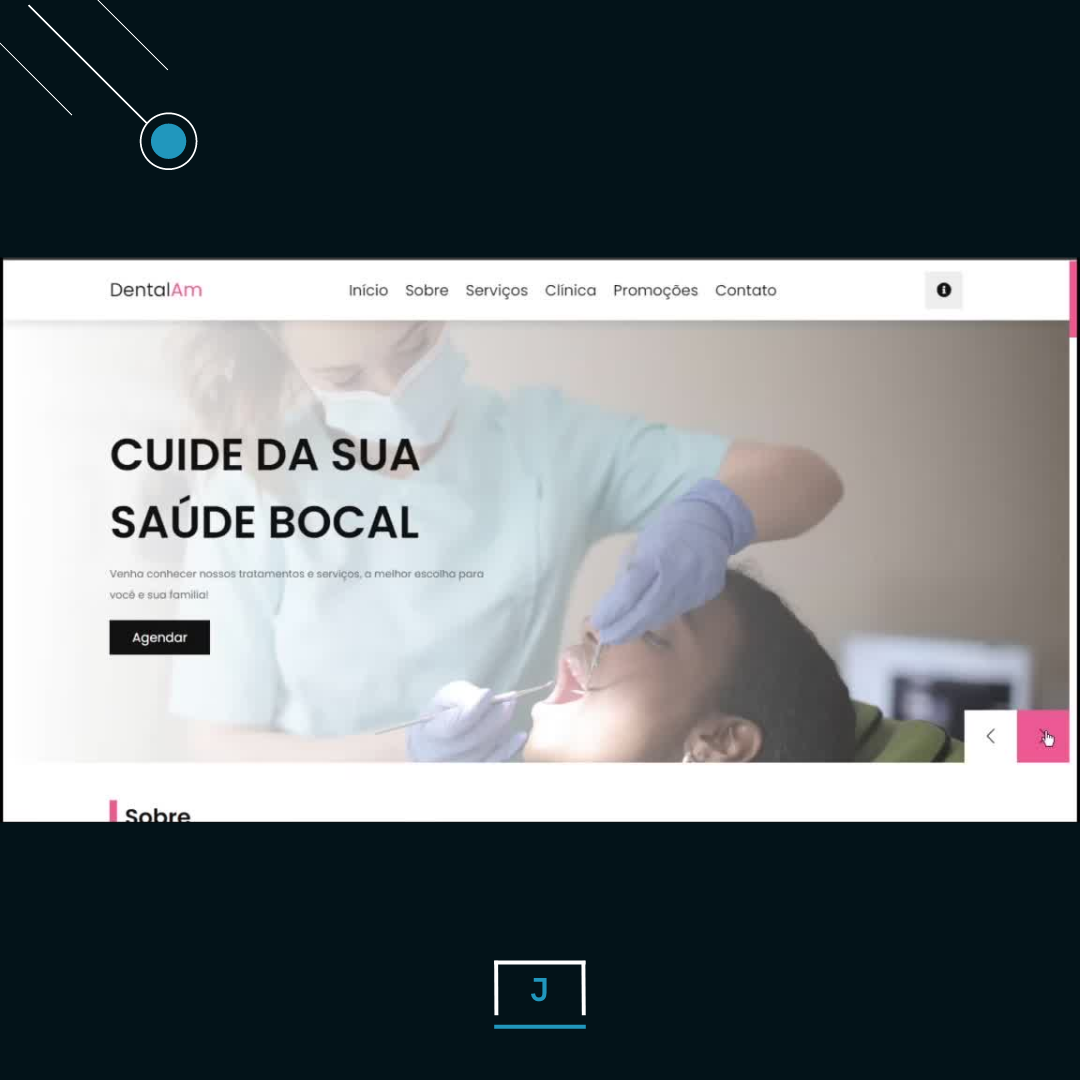 DentalAm
Início Sobre Serviços Clínica Promoções Contato
CUIDE DA SUA
SAÚDE BOCAL
Venha conhecer nossos tratamentos e serviços, a melhor escolha para
você e sua familia!
Agendar
Sobre
J